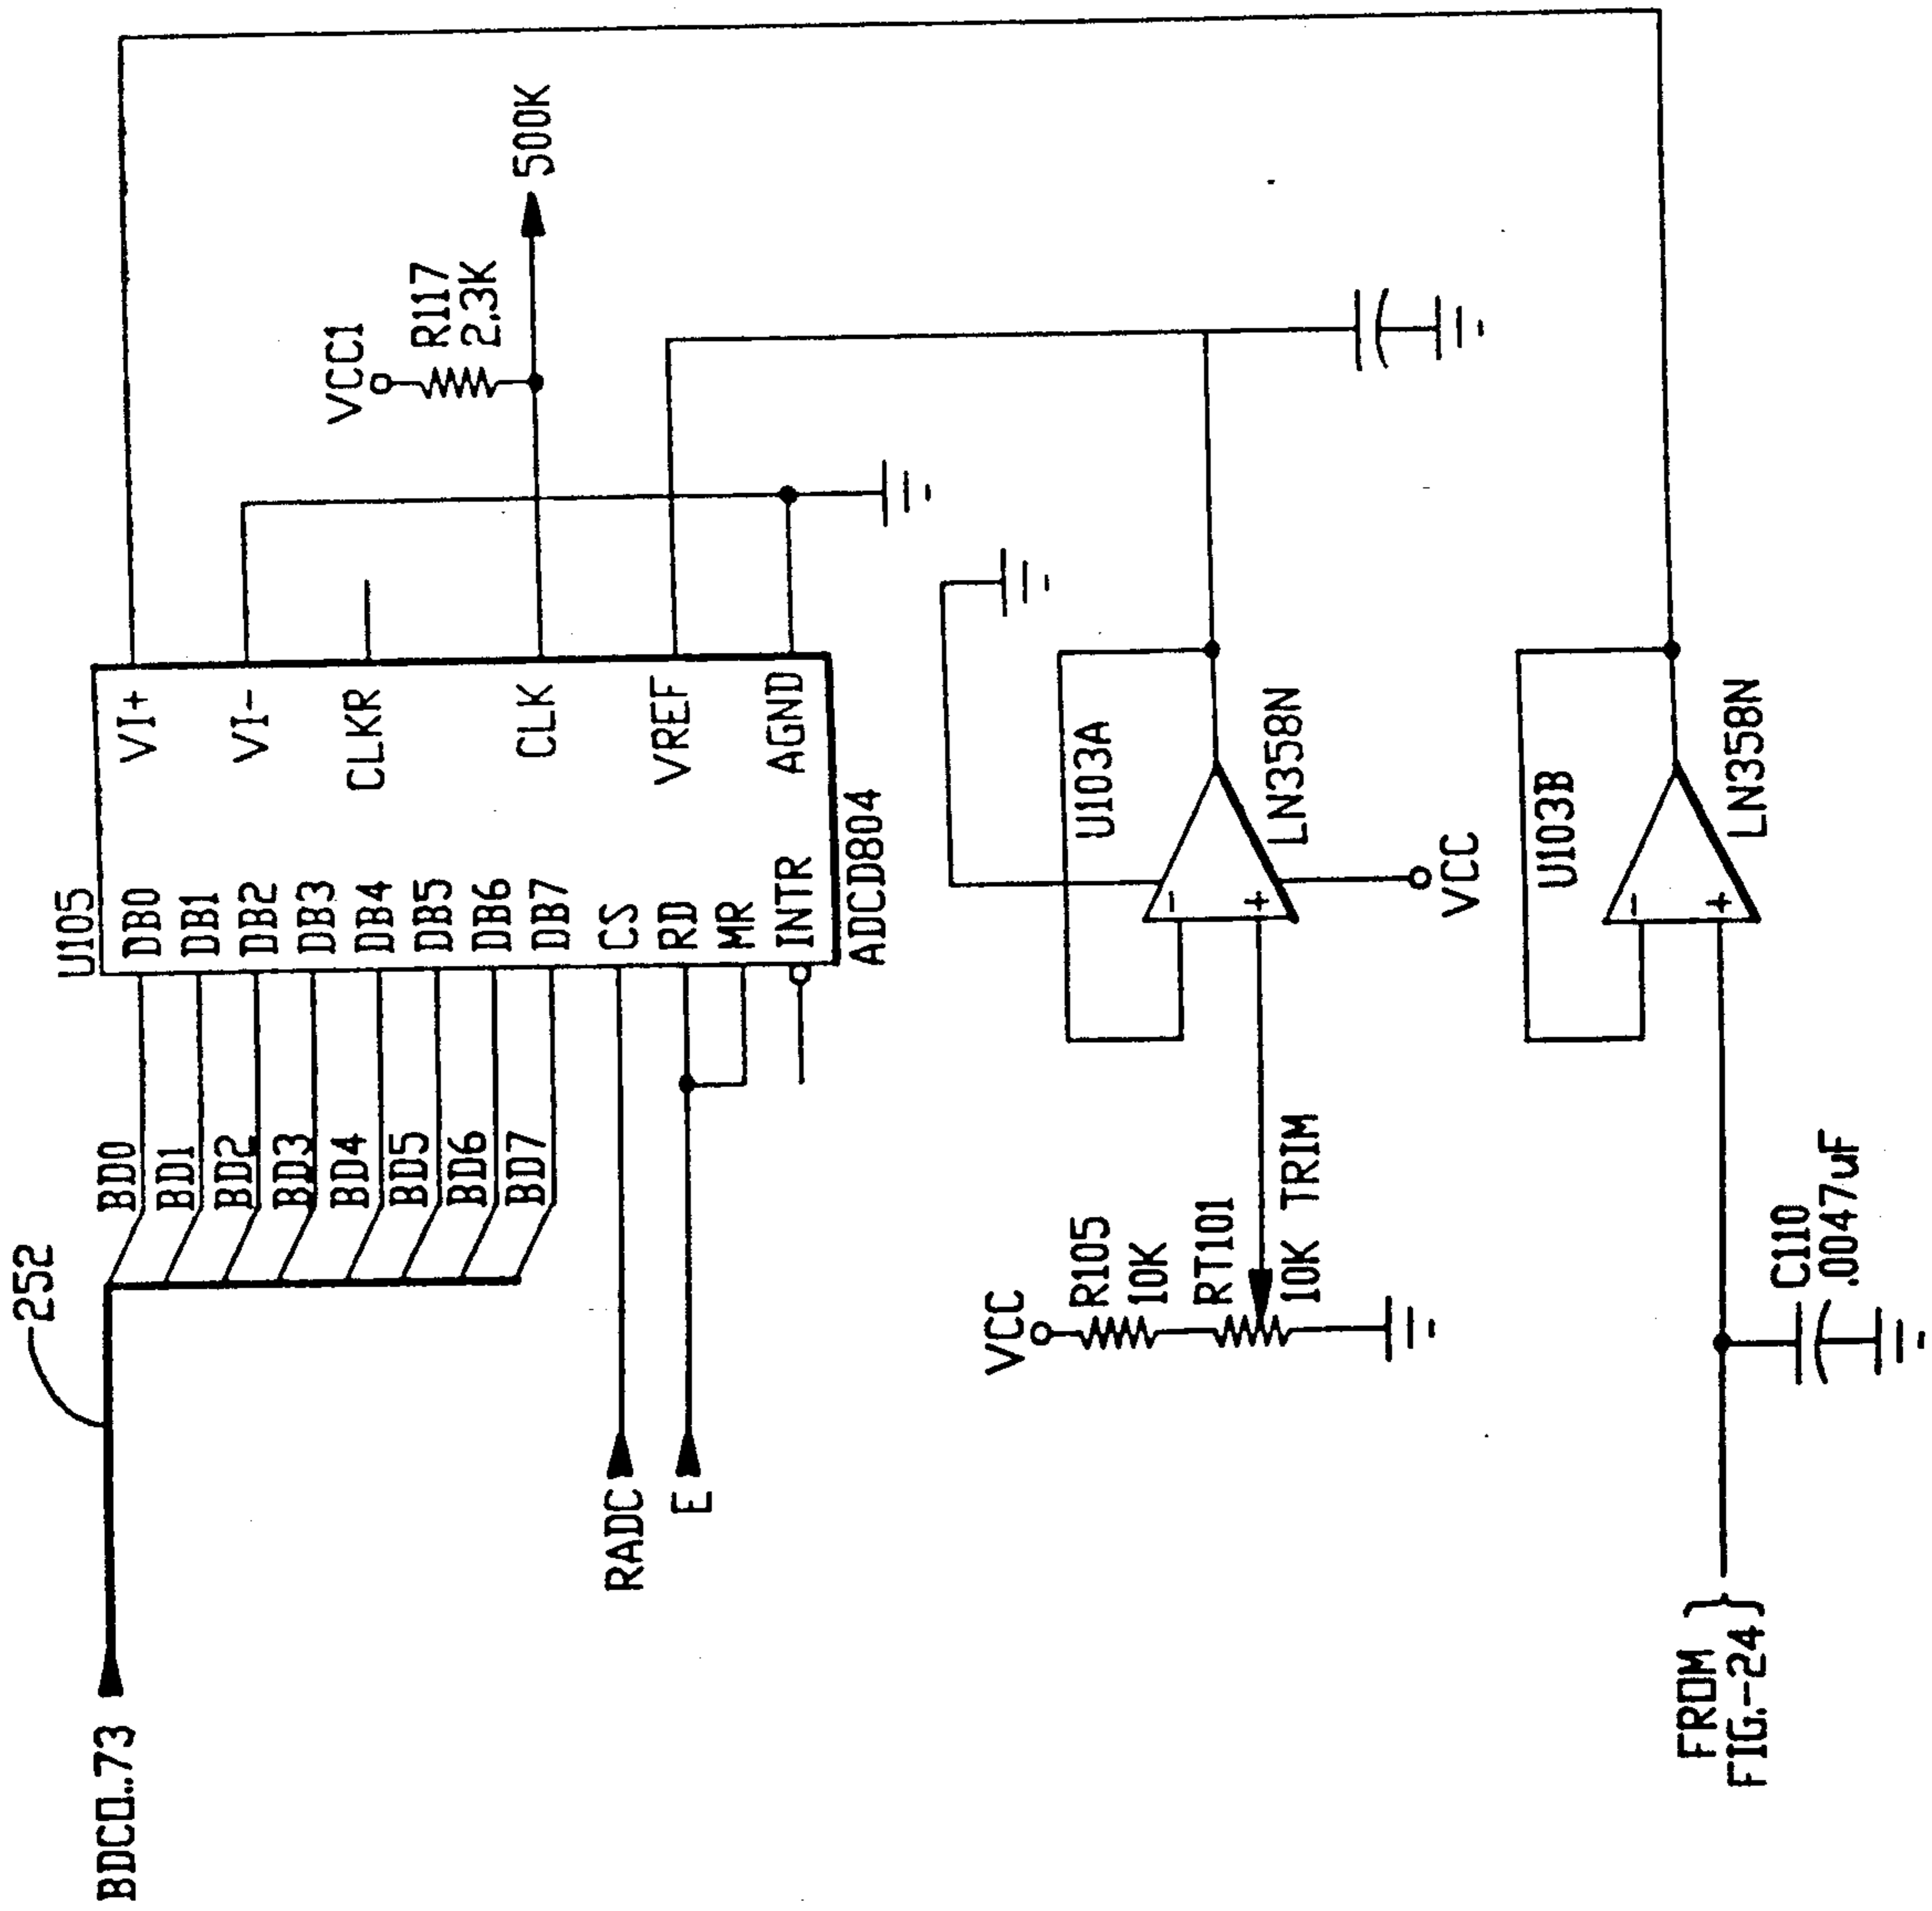 252
BDC0..73
BD0
BD1
BD2
BD3
BD4
BD5
BD6
BD7
RADC
E
U105
DB0
DB1
DB2
DB3
DB4
DB5
DB6
DB7
CS
RD
MR
INTR
VI+
VI-
CLKR
CLK
VREF
AGND
ADCD804
VCC1
R117
2.3K
500K
VCC
R105
10K
RT101
10K TRIM
U103A
-
+
LN358N
VCC
U103B
-
+
LN358N
FROM
FIG.-24
C110
.0047uF